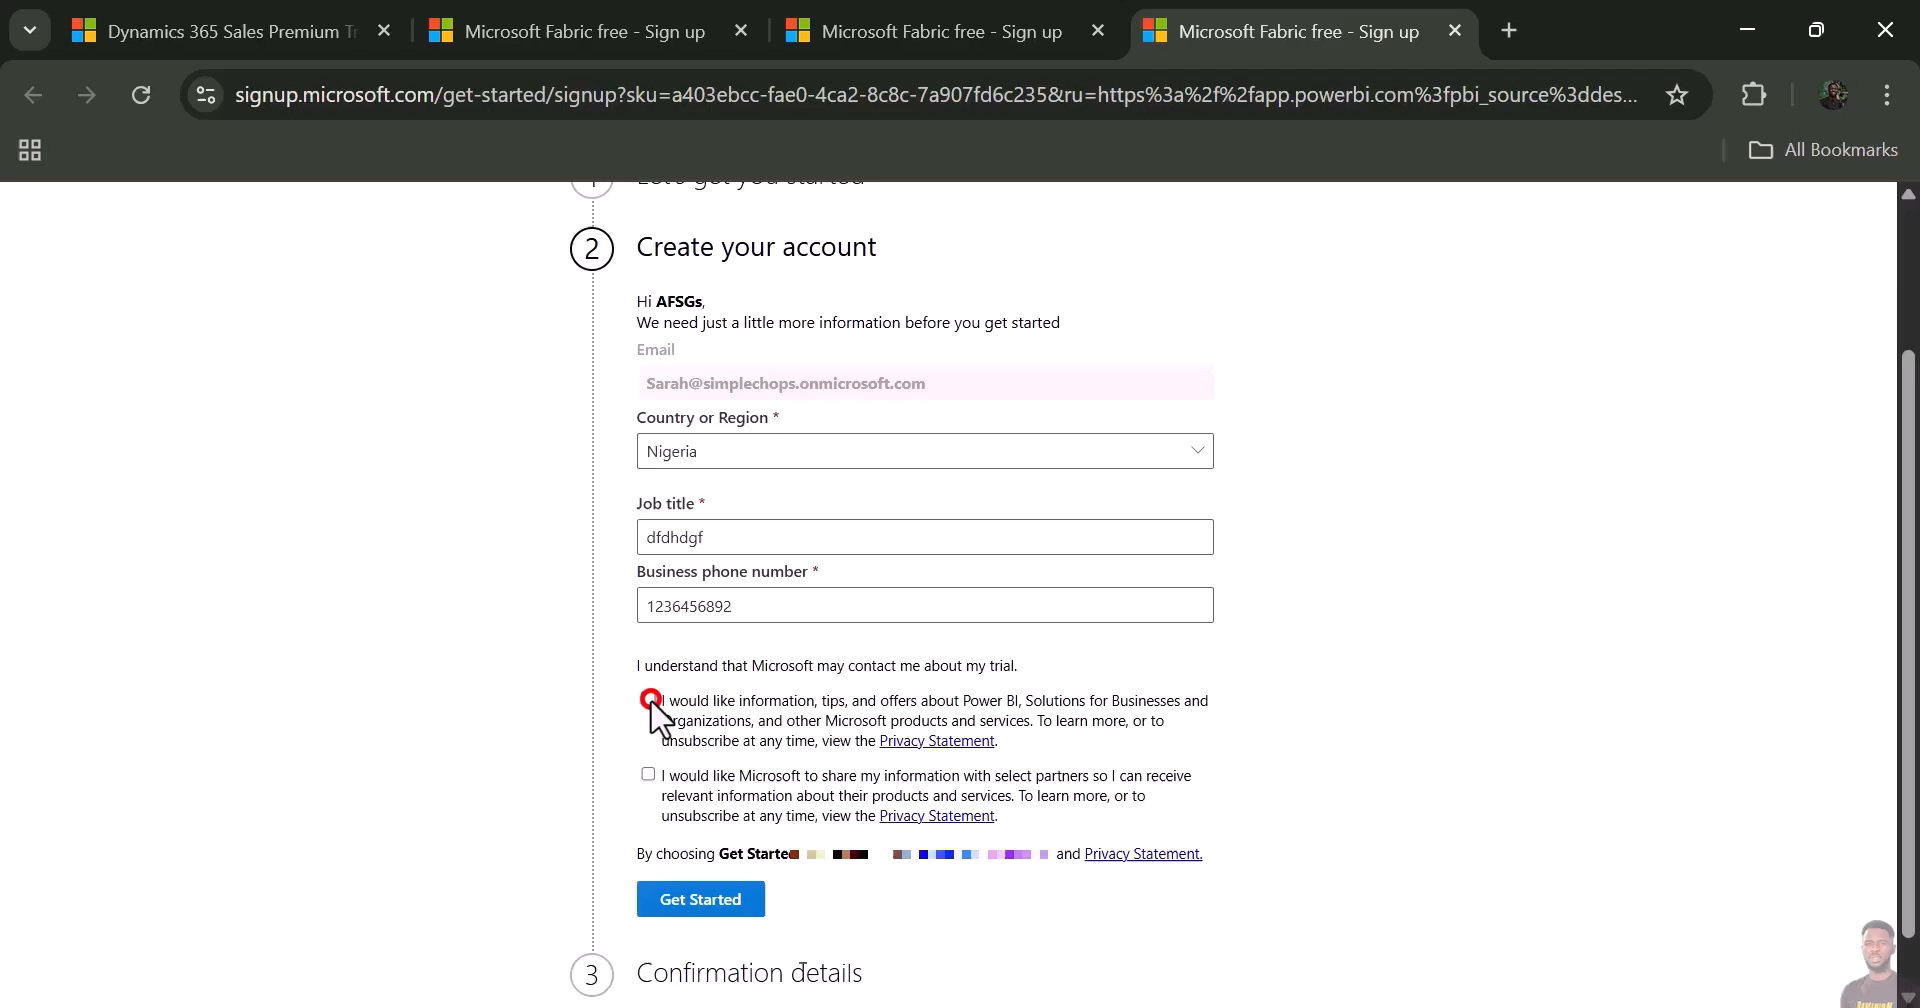 Dynamics 365 Sales Premium Tr
Microsoft Fabric free - Sign up
Microsoft Fabric free - Sign up
Microsoft Fabric free - Sign up
signup.microsoft.com/get-started/signup?sku=a403ebcc-fae0-4ca2-8c8c-7a907fd6c235&ru=https%3a%2f%2fapp.powerbi.com%3fpbi_source%3ddes...
All Bookmarks
1 Let's get you started
2 Create your account
Hi AFSGs,
We need just a little more information before you get started
Email
Sarah@simplechops.onmicrosoft.com
Country or Region *
Nigeria
Job title *
dfdhdgf
Business phone number *
1236456892
I understand that Microsoft may contact me about my trial.
I would like information, tips, and offers about Power BI, Solutions for Businesses and
organizations, and other Microsoft products and services. To learn more, or to
unsubscribe at any time, view the Privacy Statement.
I would like Microsoft to share my information with select partners so I can receive
relevant information about their products and services. To learn more, or to
unsubscribe at any time, view the Privacy Statement.
By choosing Get Starte and Privacy Statement.
Get Started
3 Confirmation details